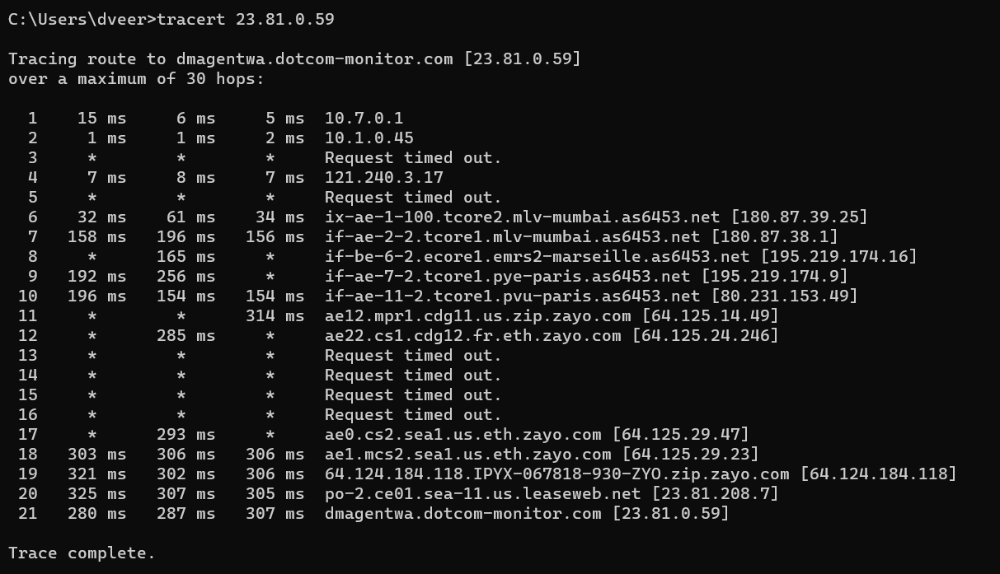 C:\Users\dveer>tracert 23.81.0.59

Tracing route to dmagentwa.dotcom-monitor.com [23.81.0.59]
over a maximum of 30 hops:

  1    15 ms     6 ms     5 ms  10.7.0.1
  2     1 ms     1 ms     2 ms  10.1.0.45
  3     *        *        *     Request timed out.
  4     7 ms     8 ms     7 ms  121.240.3.17
  5     *        *        *     Request timed out.
  6    32 ms    61 ms    34 ms  ix-ae-1-100.tcore2.mlv-mumbai.as6453.net [180.87.39.25]
  7   158 ms   196 ms   156 ms  if-ae-2-2.tcore1.mlv-mumbai.as6453.net [180.87.38.1]
  8     *      165 ms     *     if-be-6-2.ecore1.emrs2-marseille.as6453.net [195.219.174.16]
  9   192 ms   256 ms     *     if-ae-7-2.tcore1.pye-paris.as6453.net [195.219.174.9]
 10   196 ms   154 ms   154 ms  if-ae-11-2.tcore1.pvu-paris.as6453.net [80.231.153.49]
 11     *        *      314 ms  ae12.mpr1.cdg11.us.zip.zayo.com [64.125.14.49]
 12     *      285 ms     *     ae22.cs1.cdg12.fr.eth.zayo.com [64.125.24.246]
 13     *        *        *     Request timed out.
 14     *        *        *     Request timed out.
 15     *        *        *     Request timed out.
 16     *        *        *     Request timed out.
 17     *      293 ms     *     ae0.cs2.sea1.us.eth.zayo.com [64.125.29.47]
 18   303 ms   306 ms   306 ms  ae1.mcs2.sea1.us.eth.zayo.com [64.125.29.23]
 19   321 ms   302 ms   306 ms  64.124.184.118.IPYX-067818-930-ZYO.zip.zayo.com [64.124.184.118]
 20   325 ms   307 ms   305 ms  po-2.ce01.sea-11.us.leaseweb.net [23.81.208.7]
 21   280 ms   287 ms   307 ms  dmagentwa.dotcom-monitor.com [23.81.0.59]

Trace complete.